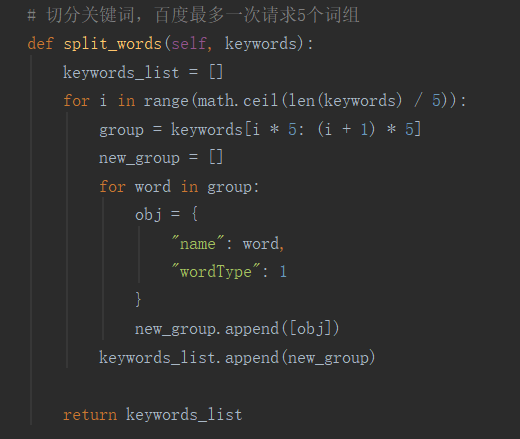 # 切分关键词，百度最多一次请求5个词组
def split_words(self, keywords):
    keywords_list = []
    for i in range(math.ceil(len(keywords) / 5)):
        group = keywords[i * 5: (i + 1) * 5]
        new_group = []
        for word in group:
            obj = {
                "name": word,
                "wordType": 1
            }
            new_group.append([obj])
        keywords_list.append(new_group)
    return keywords_list